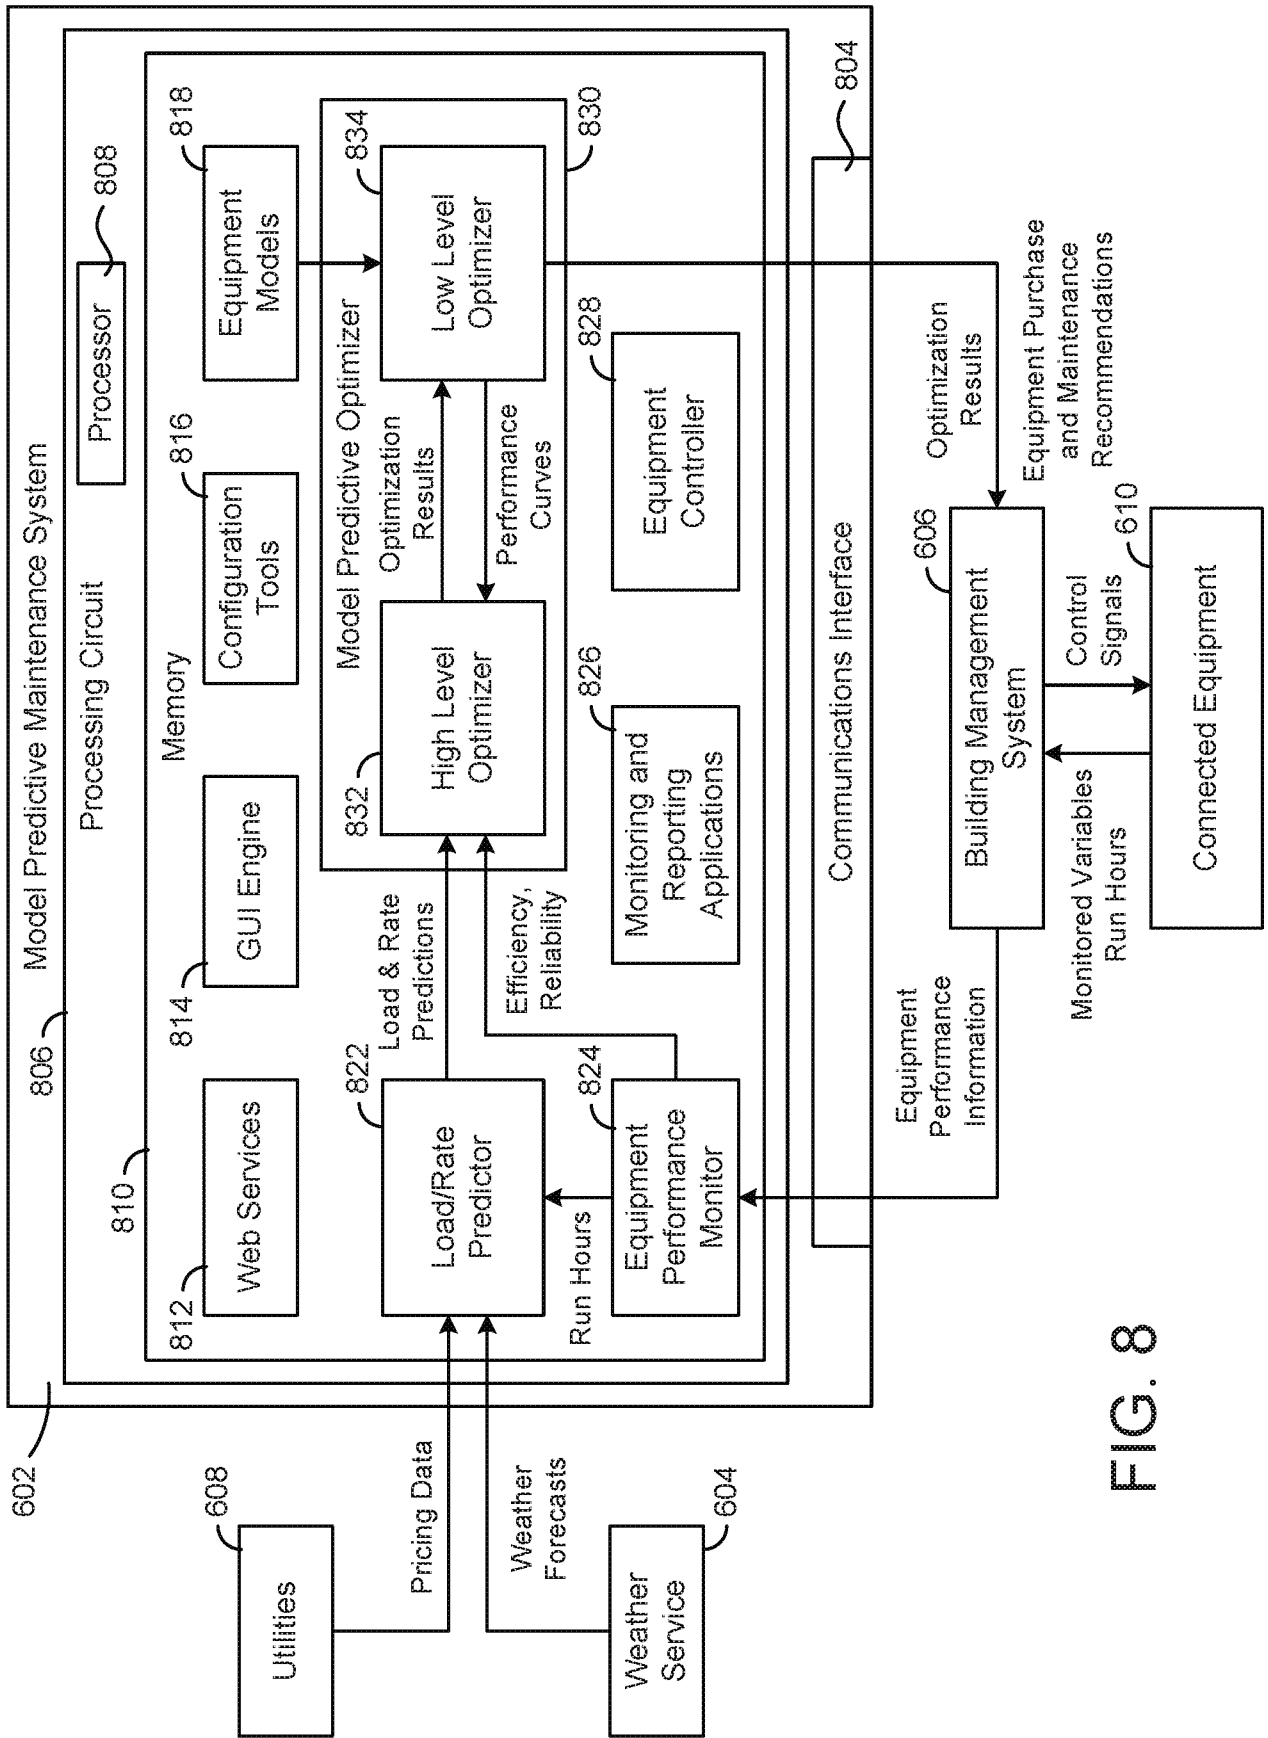 602
Model Predictive Maintenance System
806
Processing Circuit
Processor
808
810
Memory
812
Web Services
814
GUI Engine
816
Configuration
Tools
818
Equipment
Models
Model Predictive Optimizer
830
822
Load/Rate
Predictor
Load & Rate
Predictions
832
High Level
Optimizer
Optimization
Results
Performance
Curves
834
Low Level
Optimizer
Efficiency,
Reliability
Run Hours
824
Equipment
Performance
Monitor
826
Monitoring and
Reporting
Applications
828
Equipment
Controller
Communications Interface
804
608
Utilities
Pricing Data
Weather
Forecasts
604
Weather
Service
Equipment
Performance
Information
606
Building Management
System
Optimization
Results
Equipment Purchase
and Maintenance
Recommendations
Monitored Variables
Run Hours
Control
Signals
610
Connected Equipment
FIG. 8